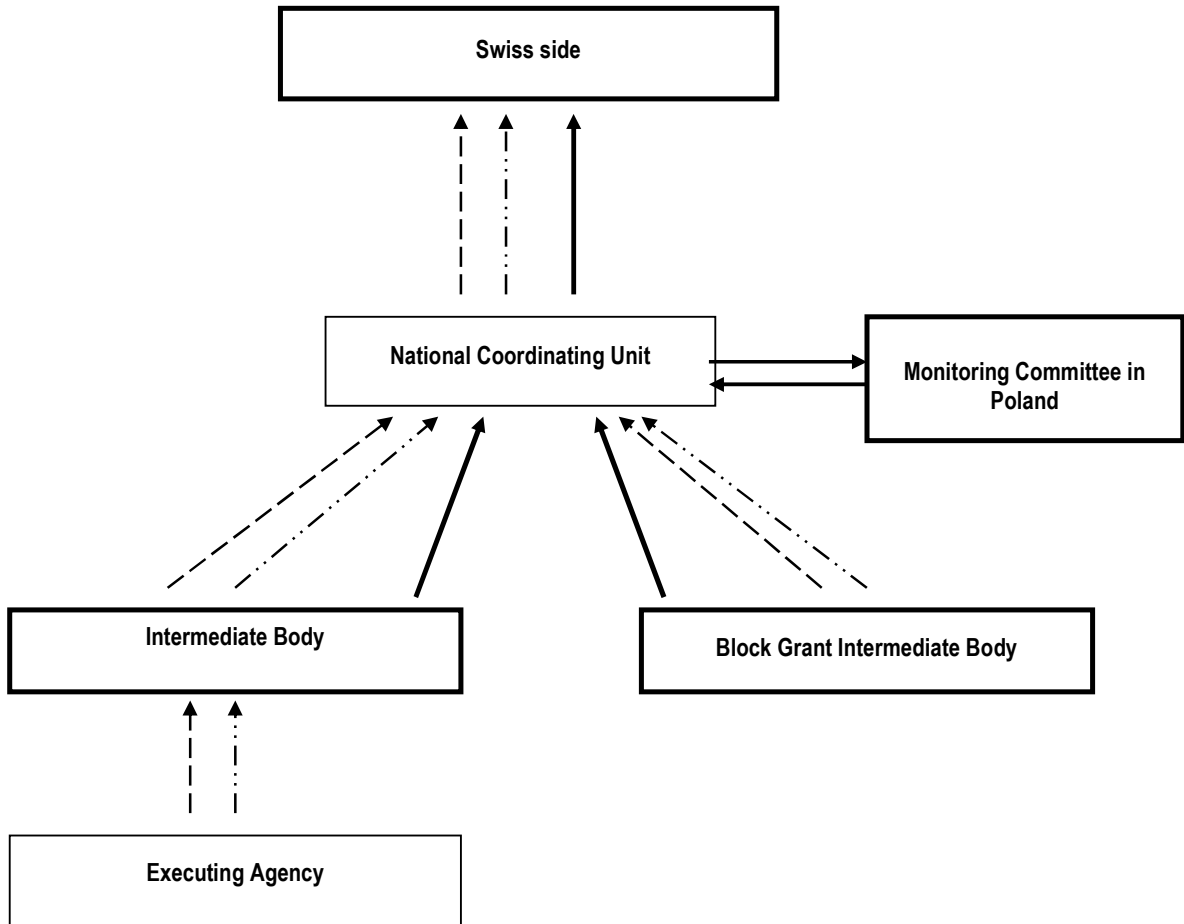 Swiss side
National Coordinating Unit
Monitoring Committee in
Poland
Intermediate Body
Block Grant Intermediate Body
Executing Agency